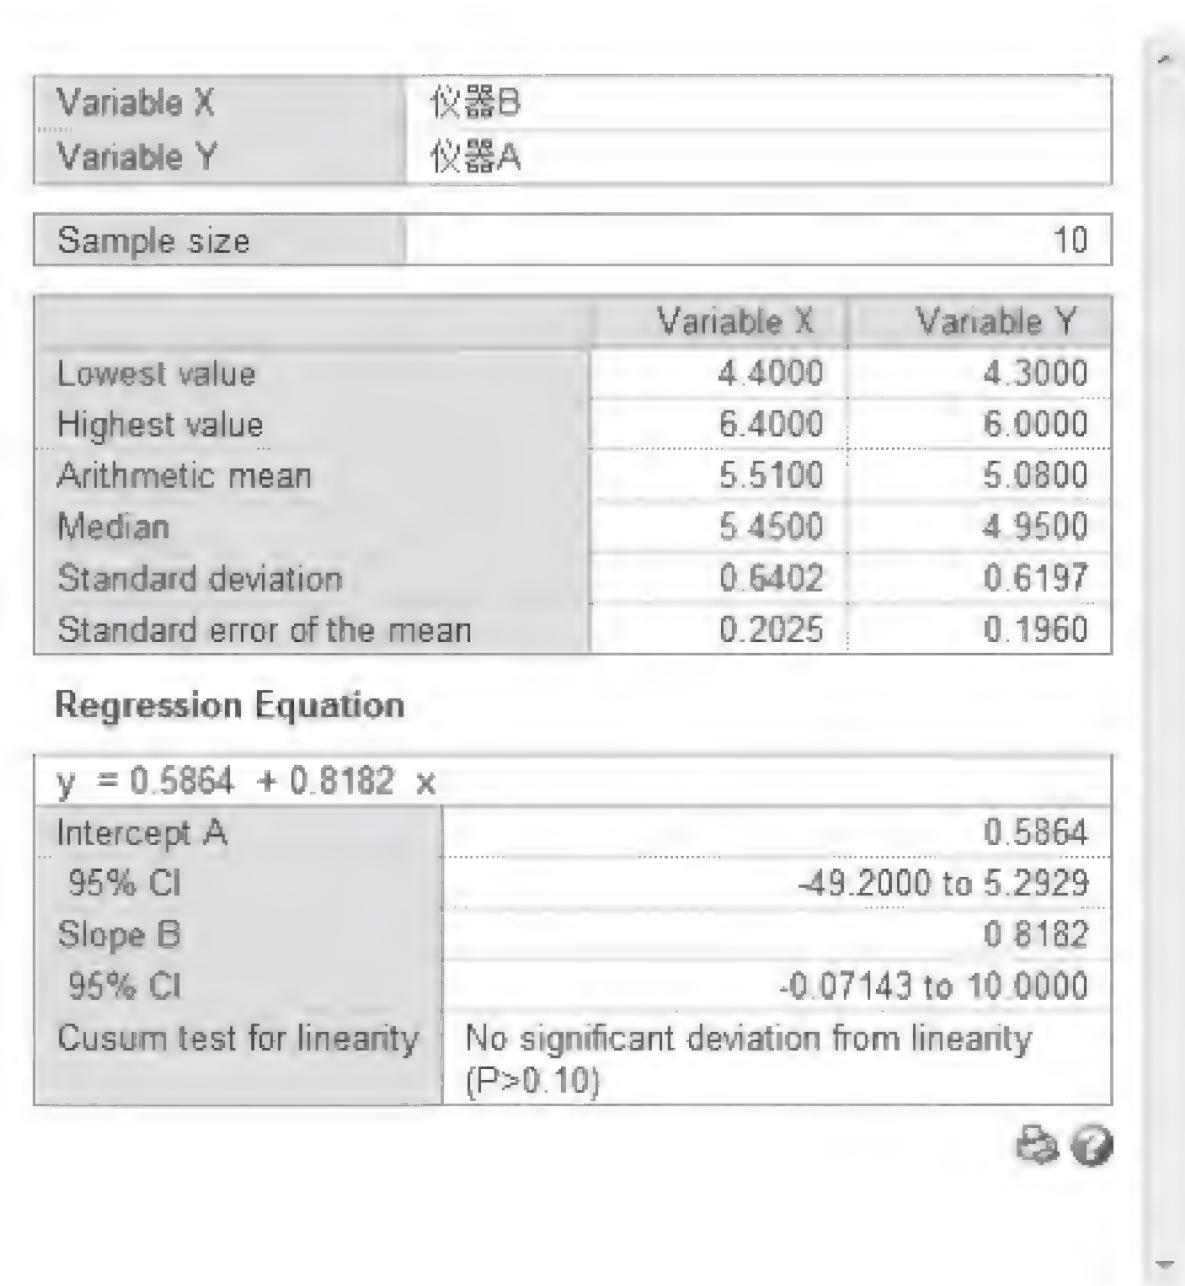 Variable X 仪器B
Variable Y 仪器A
Sample size 10
Variable X Variable Y
Lowest value 4.4000 4.3000
Highest value 6.4000 6.0000
Arithmetic mean 5.5100 5.0800
Median 5.4500 4.9500
Standard deviation 0.6402 0.6197
Standard error of the mean 0.2025 0.1960
Regression Equation
y = 0.5864 + 0.8182 x
Intercept A 0.5864
95% CI -49.2000 to 5.2929
Slope B 0.8182
95% CI -0.07143 to 10.0000
Cusum test for linearity No significant deviation from linearity
(P>0.10)